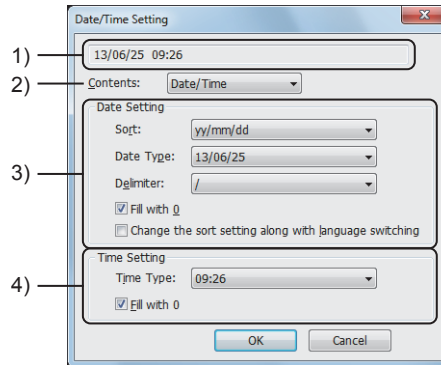 Date/Time Setting
1)
13/06/25 09:26
2)
Contents: Date/Time
3)
Date Setting
Sort: yy/mm/dd
Date Type: 13/06/25
Delimiter: /
Fill with 0
Change the sort setting along with language switching
4)
Time Setting
Time Type: 09:26
Fill with 0
OK Cancel